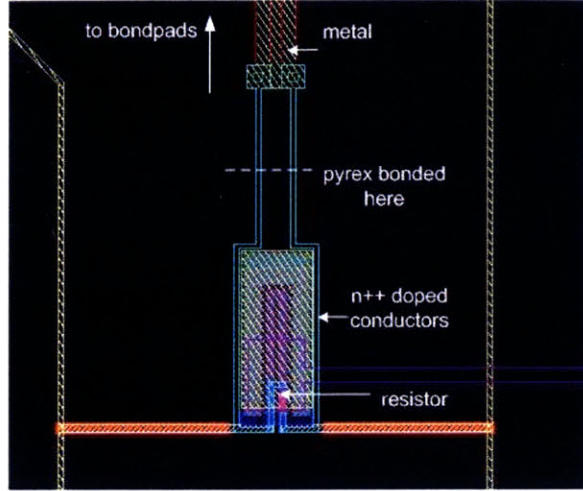 to bondpads
metal
pyrex bonded
here
n++ doped
conductors
resistor